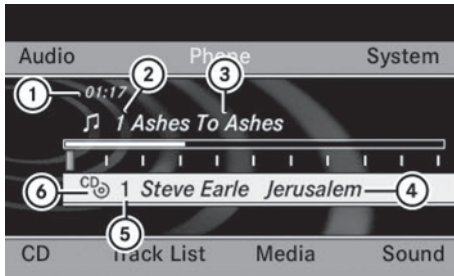 Audio Phone System
1 2 3
01:17
1 Ashes To Ashes
6 CD 1 Steve Earle Jerusalem 4
5
CD Track List Media Sound